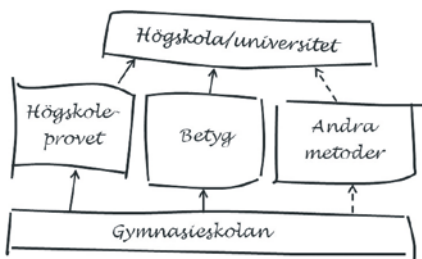 Högskola/universitet
Högskole-
provet
Betyg
Andra
metoder
Gymnasieskolan